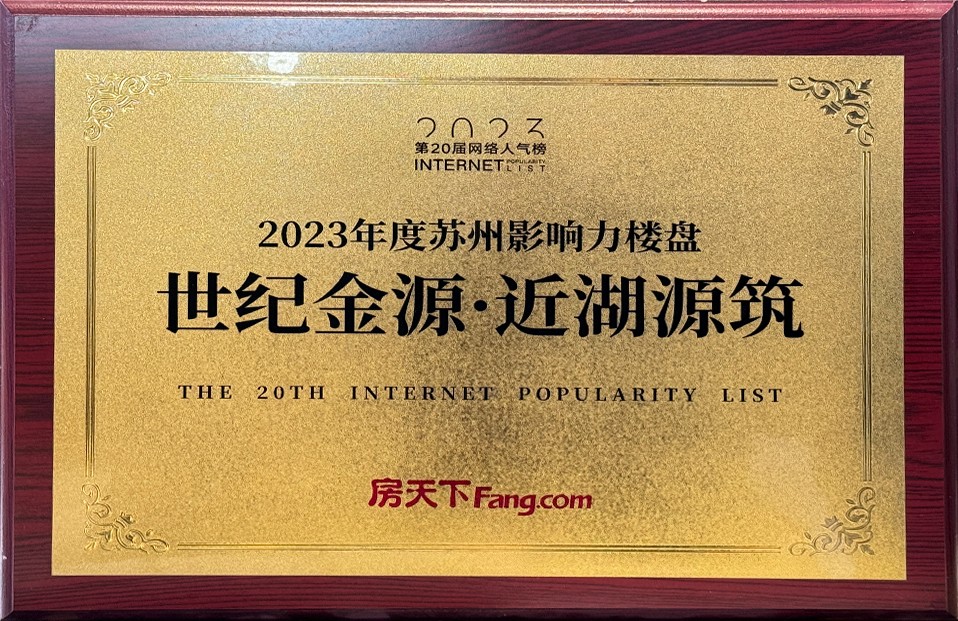 2023
第20届网络人气榜
INTERNET POPULARITY LIST
2023年度苏州影响力楼盘
世纪金源·近湖源筑
THE 20TH INTERNET POPULARITY LIST
房天下Fang.com